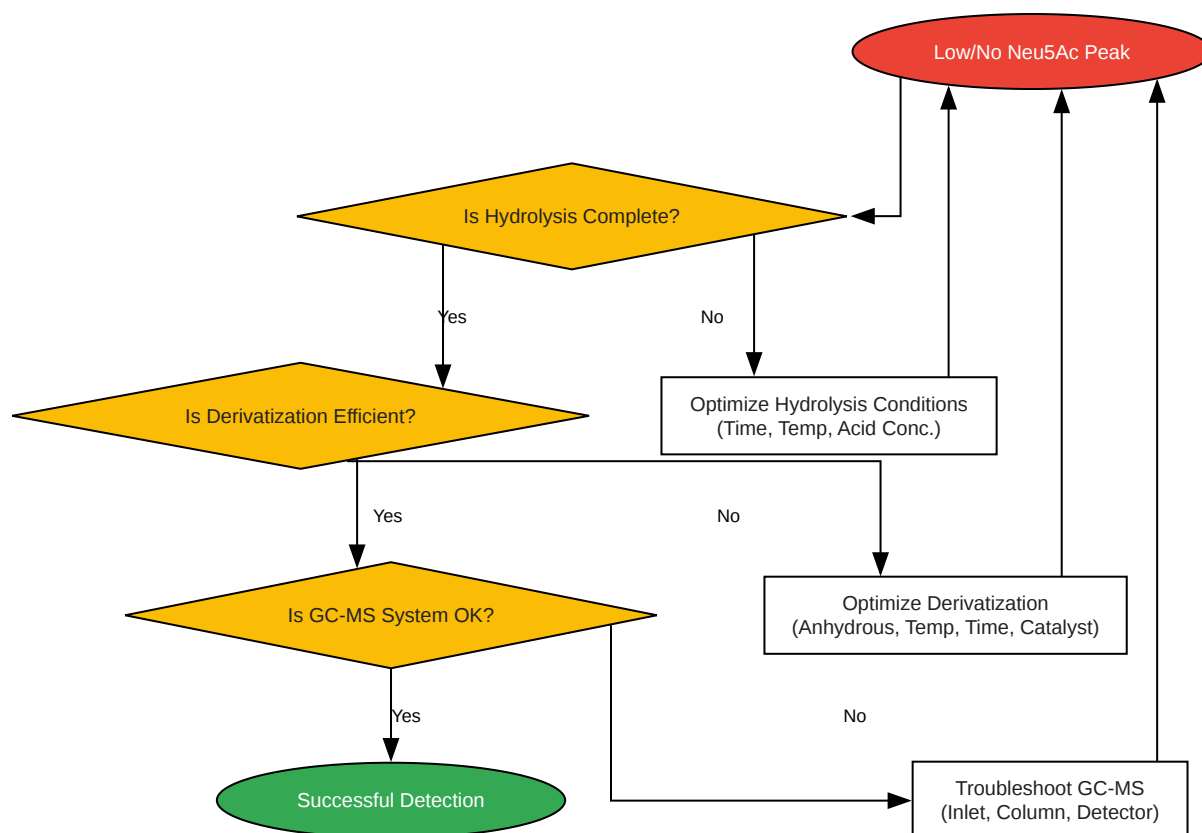 Low/No Neu5Ac Peak
Is Hydrolysis Complete?
Yes
No
Is Derivatization Efficient?
Optimize Hydrolysis Conditions
(Time, Temp, Acid Conc.)
Yes
No
Is GC-MS System OK?
Optimize Derivatization
(Anhydrous, Temp, Time, Catalyst)
Yes
No
Successful Detection
Troubleshoot GC-MS
(Inlet, Column, Detector)